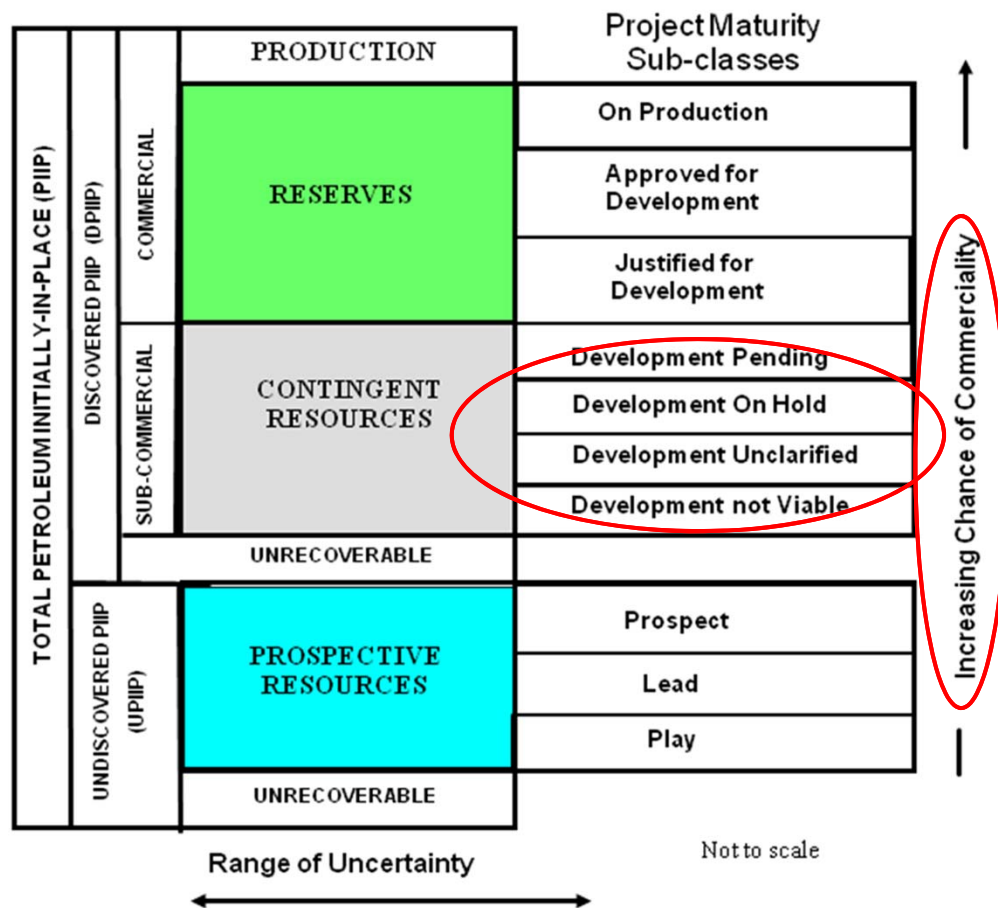 TOTAL PETROLEUMINITIALLY-IN-PLACE (PIIP)
DISCOVERED PIIP (DPIIP)
COMMERCIAL
SUB-COMMERCIAL
UNDISCOVERED PIIP
(UPIIP)
PRODUCTION
RESERVES
CONTINGENT
RESOURCES
UNRECOVERABLE
PROSPECTIVE
RESOURCES
UNRECOVERABLE
Project Maturity
Sub-classes
On Production
Approved for
Development
Justified for
Development
Development Pending
Development On Hold
Development Unclarified
Development not Viable
Prospect
Lead
Play
Increasing Chance of Commerciality
Range of Uncertainty
Not to scale